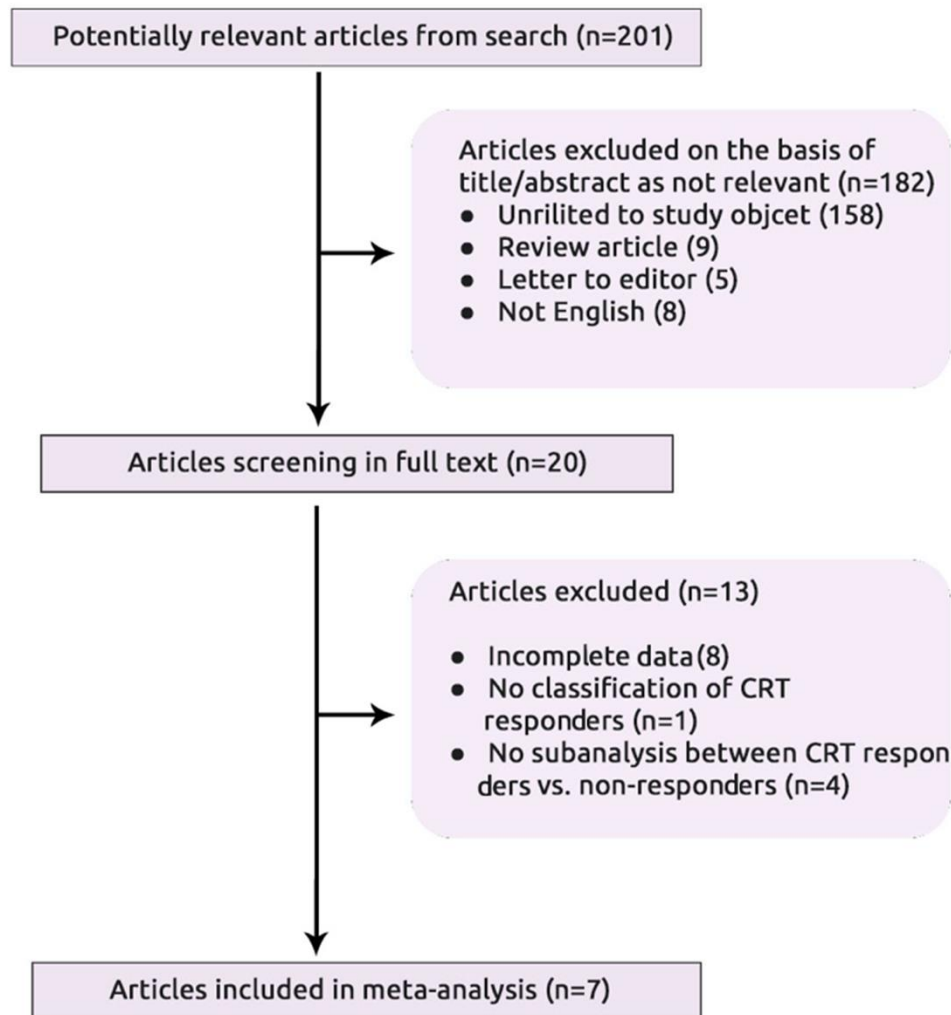 Potentially relevant articles from search (n=201)
Articles excluded on the basis of
title/abstract as not relevant (n=182)
● Unrilited to study objcet (158)
● Review article (9)
● Letter to editor (5)
● Not English (8)
Articles screening in full text (n=20)
Articles excluded (n=13)
● Incomplete data (8)
● No classification of CRT
responders (n=1)
● No subanalysis between CRT respon
ders vs. non-responders (n=4)
Articles included in meta-analysis (n=7)